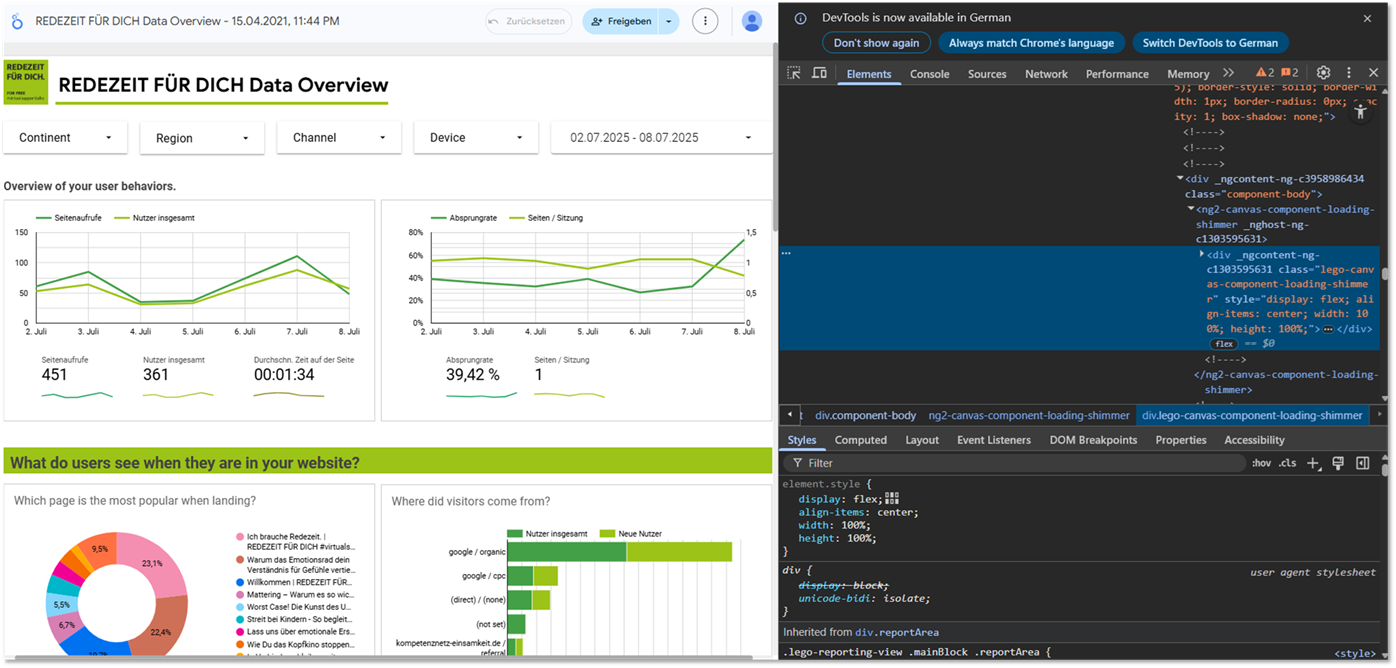 REDEZEIT FÜR DICH Data Overview - 15.04.2021, 11:44 PM
Zurücksetzen
Freigeben
REDEZEIT
FÜR DICH.
REDEZEIT FÜR DICH Data Overview
Continent
Region
Channel
Device
02.07.2025 - 08.07.2025
Overview of your user behaviors.
Seitenaufrufe Nutzer insgesamt
150
100
50
0
2. Juli 3. Juli 4. Juli 5. Juli 6. Juli 7. Juli 8. Juli
Seitenaufrufe Nutzer insgesamt Durchschn. Zeit auf der Seite
451 361 00:01:34
Absprungrate Seiten / Sitzung
80% 1,5
60% 1
40% 0,5
20%
0% 0
2. Juli 3. Juli 4. Juli 5. Juli 6. Juli 7. Juli 8. Juli
Absprungrate Seiten / Sitzung
39,42 % 1
What do users see when they are in your website?
Which page is the most popular when landing?
9,5%
23,1%
5,5%
6,7%
22,4%
Ich brauche Redezeit. |
REDEZEIT FÜR DICH #virtuals...
Warum das Emotionsrad dein
Verständnis für Gefühle vertie...
Willkommen | REDEZEIT FÜR...
Mattering – Warum es so wic...
Worst Case! Die Kunst des U...
Streit bei Kindern - So begleit...
Lass uns über emotionale Ers...
Wie Du das Kopfkino stoppen...
Where did visitors come from?
Nutzer insgesamt Neue Nutzer
google / organic
google / cpc
(direct) / (none)
(not set)
kompetenznetz-einsamkeit.de /
referral
DevTools is now available in German
Don't show again
Always match Chrome's language
Switch DevTools to German
Elements Console Sources Network Performance Memory 2 2
5); border-style: solid; border-wi
dth: 1px; border-radius: 0px;
ity: 1; box-shadow: none;">
<!---->
<!---->
<!---->
<div _ngcontent-ng-c3958986434
class="component-body">
<ng2-canvas-component-loading-
shimmer _nghost-ng-
c1303595631>
<div _ngcontent-ng-
c1303595631 class="lego-canv
as-component-loading-shimme
r" style="display: flex; ali
gn-items: center; width: 10
0%; height: 100%;">…</div>
flex == $0
<!---->
</ng2-canvas-component-loading-
shimmer>
div.component-body ng2-canvas-component-loading-shimmer div.lego-canvas-component-loading-shimmer
Styles Computed Layout Event Listeners DOM Breakpoints Properties Accessibility
Filter
:hov .cls
element.style {
display: flex;
align-items: center;
width: 100%;
height: 100%;
}
div {
user agent stylesheet
display: block;
unicode-bidi: isolate;
}
Inherited from div.reportArea
.lego-reporting-view .mainBlock .reportArea {
<style>